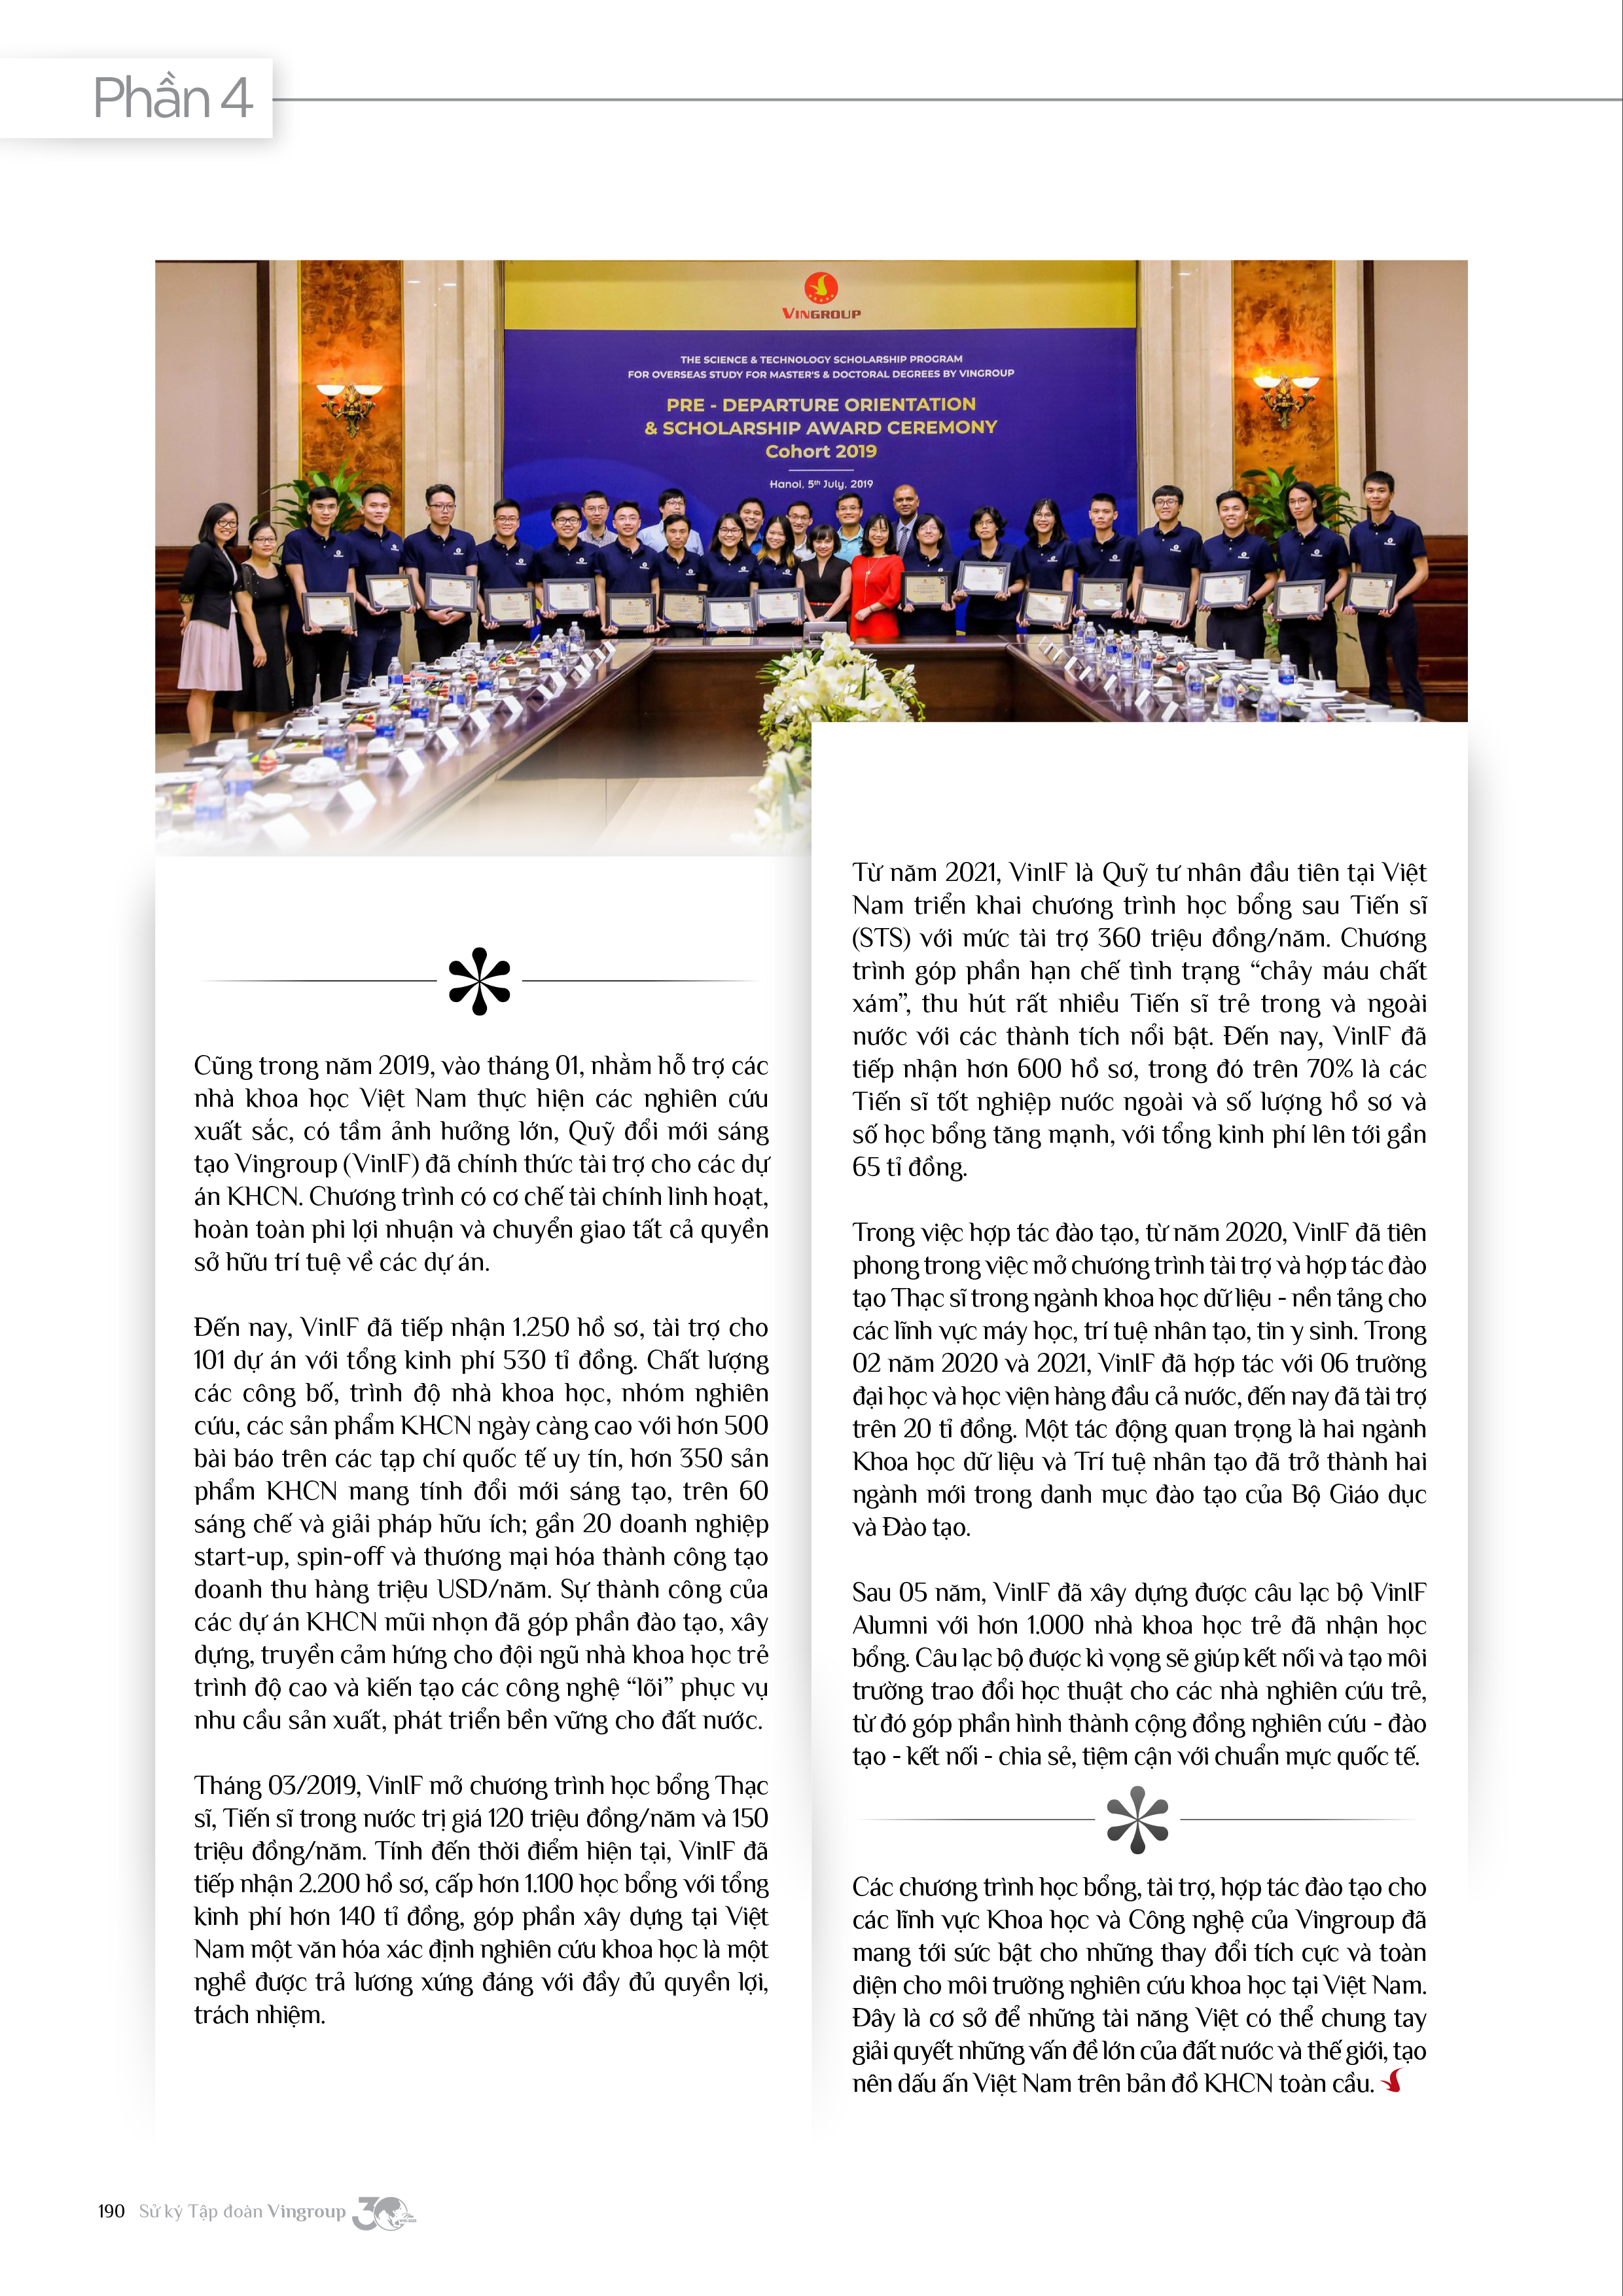 Phần 4
VINGROUP
THE SCIENCE & TECHNOLOGY SCHOLARSHIP PROGRAM
FOR OVERSEAS STUDY FOR MASTER'S & DOCTORAL DEGREES BY VINGROUP
PRE - DEPARTURE ORIENTATION
& SCHOLARSHIP AWARD CEREMONY
Cohort 2019
Hanoi, 5th July, 2019
Cũng trong năm 2019, vào tháng 01, nhằm hỗ trợ các
nhà khoa học Việt Nam thực hiện các nghiên cứu
xuất sắc, có tầm ảnh hưởng lớn, Quỹ đổi mới sáng
tạo Vingroup (VinIF) đã chính thức tài trợ cho các dự
án KHCN. Chương trình có cơ chế tài chính linh hoạt,
hoàn toàn phi lợi nhuận và chuyển giao tất cả quyền
sở hữu trí tuệ về các dự án.
Đến nay, VinIF đã tiếp nhận 1.250 hồ sơ, tài trợ cho
101 dự án với tổng kinh phí 530 tỉ đồng. Chất lượng
các công bố, trình độ nhà khoa học, nhóm nghiên
cứu, các sản phẩm KHCN ngày càng cao với hơn 500
bài báo trên các tạp chí quốc tế uy tín, hơn 350 sản
phẩm KHCN mang tính đổi mới sáng tạo, trên 60
sáng chế và giải pháp hữu ích; gần 20 doanh nghiệp
start-up, spin-off và thương mại hóa thành công tạo
doanh thu hàng triệu USD/năm. Sự thành công của
các dự án KHCN mũi nhọn đã góp phần đào tạo, xây
dựng, truyền cảm hứng cho đội ngũ nhà khoa học trẻ
trình độ cao và kiến tạo các công nghệ “lõi” phục vụ
nhu cầu sản xuất, phát triển bền vững cho đất nước.
Tháng 03/2019, VinIF mở chương trình học bổng Thạc
sĩ, Tiến sĩ trong nước trị giá 120 triệu đồng/năm và 150
triệu đồng/năm. Tính đến thời điểm hiện tại, VinIF đã
tiếp nhận 2.200 hồ sơ, cấp hơn 1.100 học bổng với tổng
kinh phí hơn 140 tỉ đồng, góp phần xây dựng tại Việt
Nam một văn hóa xác định nghiên cứu khoa học là một
nghề được trả lương xứng đáng với đầy đủ quyền lợi,
trách nhiệm.
Từ năm 2021, VinIF là Quỹ tư nhân đầu tiên tại Việt
Nam triển khai chương trình học bổng sau Tiến sĩ
(STS) với mức tài trợ 360 triệu đồng/năm. Chương
trình góp phần hạn chế tình trạng “chảy máu chất
xám”, thu hút rất nhiều Tiến sĩ trẻ trong và ngoài
nước với các thành tích nổi bật. Đến nay, VinIF đã
tiếp nhận hơn 600 hồ sơ, trong đó trên 70% là các
Tiến sĩ tốt nghiệp nước ngoài và số lượng hồ sơ và
số học bổng tăng mạnh, với tổng kinh phí lên tới gần
65 tỉ đồng.
Trong việc hợp tác đào tạo, từ năm 2020, VinIF đã tiên
phong trong việc mở chương trình tài trợ và hợp tác đào
tạo Thạc sĩ trong ngành khoa học dữ liệu - nền tảng cho
các lĩnh vực máy học, trí tuệ nhân tạo, tin y sinh. Trong
02 năm 2020 và 2021, VinIF đã hợp tác với 06 trường
đại học và học viện hàng đầu cả nước, đến nay đã tài trợ
trên 20 tỉ đồng. Một tác động quan trọng là hai ngành
Khoa học dữ liệu và Trí tuệ nhân tạo đã trở thành hai
ngành mới trong danh mục đào tạo của Bộ Giáo dục
và Đào tạo.
Sau 05 năm, VinIF đã xây dựng được câu lạc bộ VinIF
Alumni với hơn 1.000 nhà khoa học trẻ đã nhận học
bổng. Câu lạc bộ được kì vọng sẽ giúp kết nối và tạo môi
trường trao đổi học thuật cho các nhà nghiên cứu trẻ,
từ đó góp phần hình thành cộng đồng nghiên cứu - đào
tạo - kết nối - chia sẻ, tiệm cận với chuẩn mực quốc tế.
Các chương trình học bổng, tài trợ, hợp tác đào tạo cho
các lĩnh vực Khoa học và Công nghệ của Vingroup đã
mang tới sức bật cho những thay đổi tích cực và toàn
diện cho môi trường nghiên cứu khoa học tại Việt Nam.
Đây là cơ sở để những tài năng Việt có thể chung tay
giải quyết những vấn đề lớn của đất nước và thế giới, tạo
nên dấu ấn Việt Nam trên bản đồ KHCN toàn cầu.
190 Sử ký Tập đoàn Vingroup 30